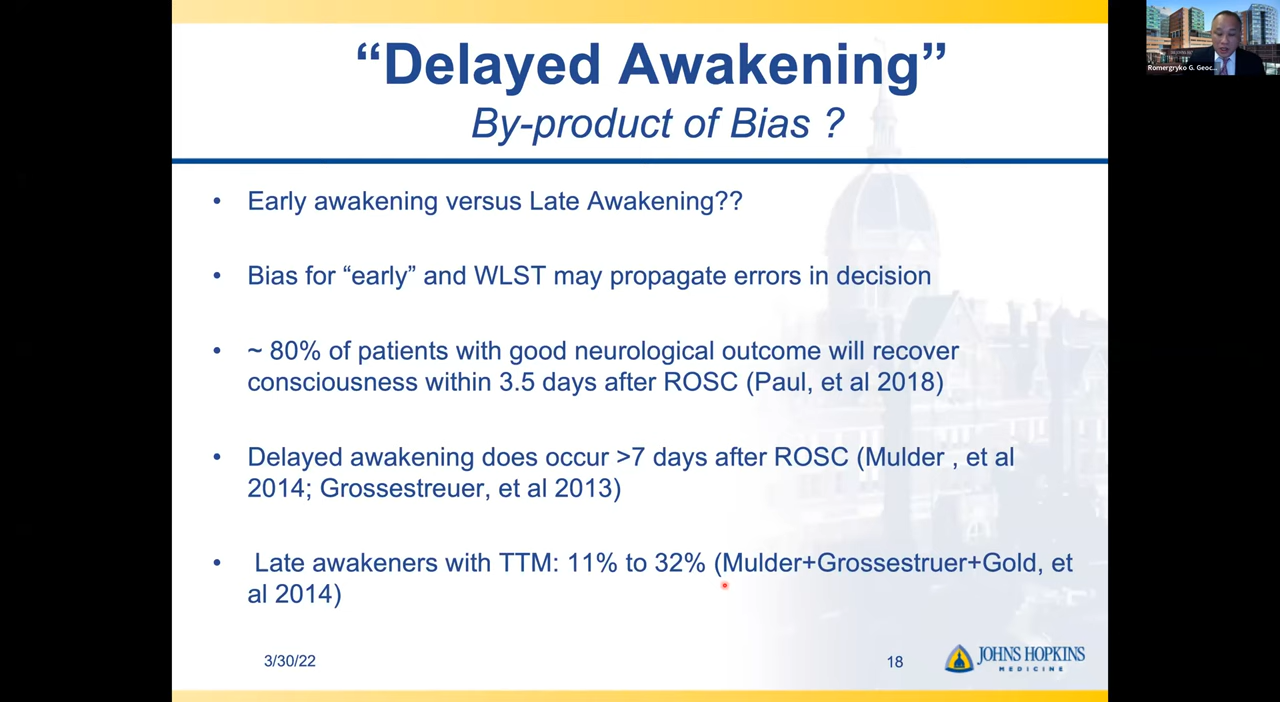 “Delayed Awakening”
By-product of Bias ?
Romergryko G. Geoc...
• Early awakening versus Late Awakening??
• Bias for “early” and WLST may propagate errors in decision
• ~ 80% of patients with good neurological outcome will recover
consciousness within 3.5 days after ROSC (Paul, et al 2018)
• Delayed awakening does occur >7 days after ROSC (Mulder , et al
2014; Grossestreuer, et al 2013)
• Late awakeners with TTM: 11% to 32% (Mulder+Grossestruer+Gold, et
al 2014)
3/30/22
18
JOHNS HOPKINS
MEDICINE